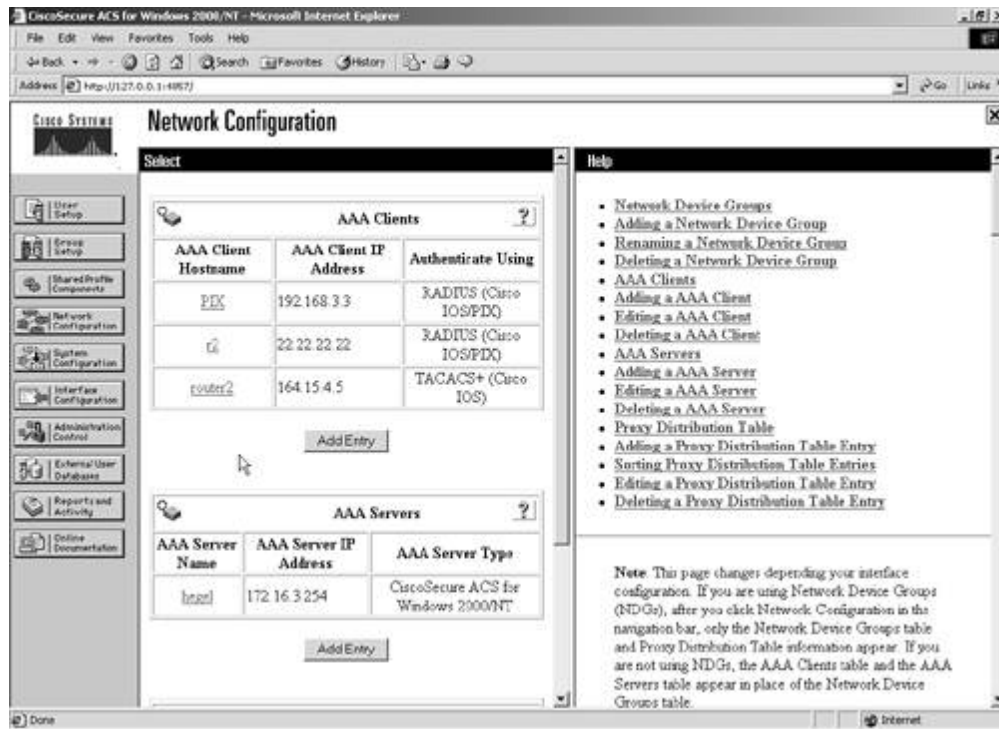 CiscoSecure ACS for Windows 2000/NT - Microsoft Internet Explorer
File Edit View Favorites Tools Help
Back Search Favorites History
Address http://127.0.0.1:4857/ Go Links
CISCO SYSTEMS
Network Configuration
Select
User Setup
Group Setup
Shared Profile Components
Network Configuration
System Configuration
Interface Configuration
Administration Control
External User Databases
Reports and Activity
Online Documentation
AAA Clients ?
AAA Client Hostname AAA Client IP Address Authenticate Using
PIX 192.168.3.3 RADIUS (Cisco IOS/PIX)
r2 22.22.22.22 RADIUS (Cisco IOS/PIX)
router2 164.15.4.5 TACACS+ (Cisco IOS)
Add Entry
AAA Servers ?
AAA Server Name AAA Server IP Address AAA Server Type
hegel 172.16.3.254 CiscoSecure ACS for Windows 2000/NT
Add Entry
Help
Network Device Groups
Adding a Network Device Group
Renaming a Network Device Group
Deleting a Network Device Group
AAA Clients
Adding a AAA Client
Editing a AAA Client
Deleting a AAA Client
AAA Servers
Adding a AAA Server
Editing a AAA Server
Deleting a AAA Server
Proxy Distribution Table
Adding a Proxy Distribution Table Entry
Sorting Proxy Distribution Table Entries
Editing a Proxy Distribution Table Entry
Deleting a Proxy Distribution Table Entry
Note: This page changes depending your interface
configuration. If you are using Network Device Groups
(NDGs), after you click Network Configuration in the
navigation bar, only the Network Device Groups table
and Proxy Distribution Table information appear. If you
are not using NDGs, the AAA Clients table and the AAA
Servers table appear in place of the Network Device
Groups table.
Done Internet